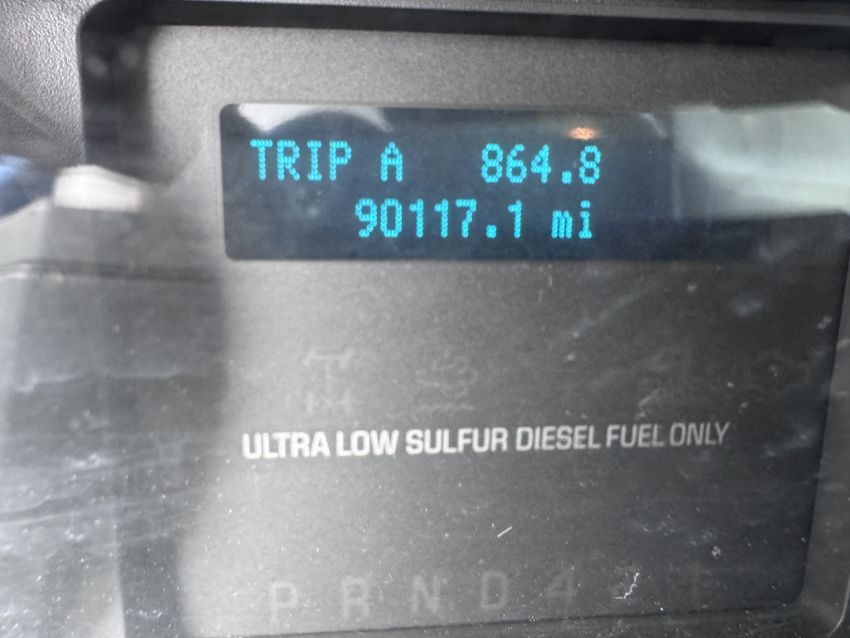 TRIP A 864.8
90117.1 mi
ULTRA LOW SULFUR DIESEL FUEL ONLY
P R N D 4